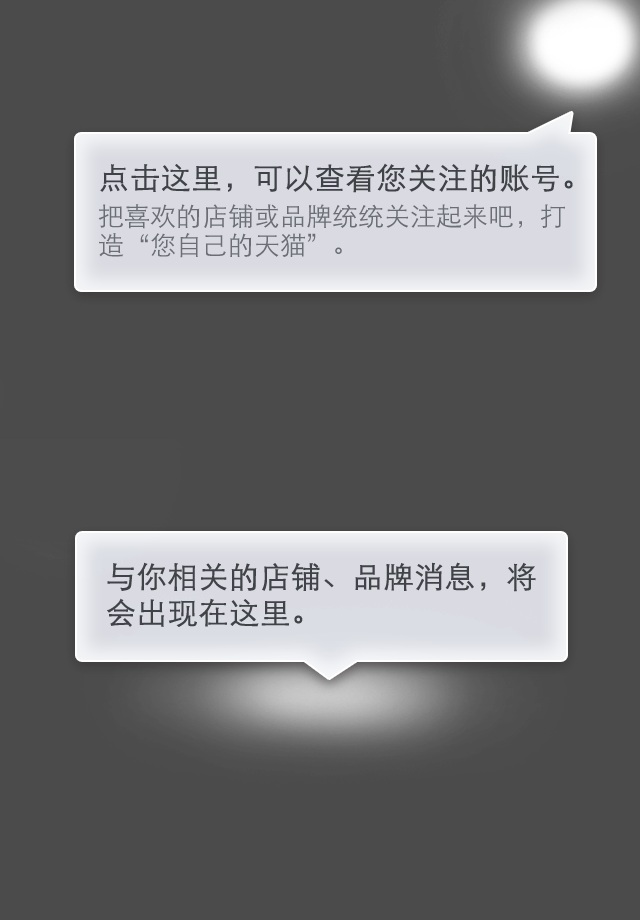 点击这里，可以查看您关注的账号。
把喜欢的店铺或品牌统统关注起来吧，打
造“您自己的天猫”。
与你相关的店铺、品牌消息，将
会出现在这里。